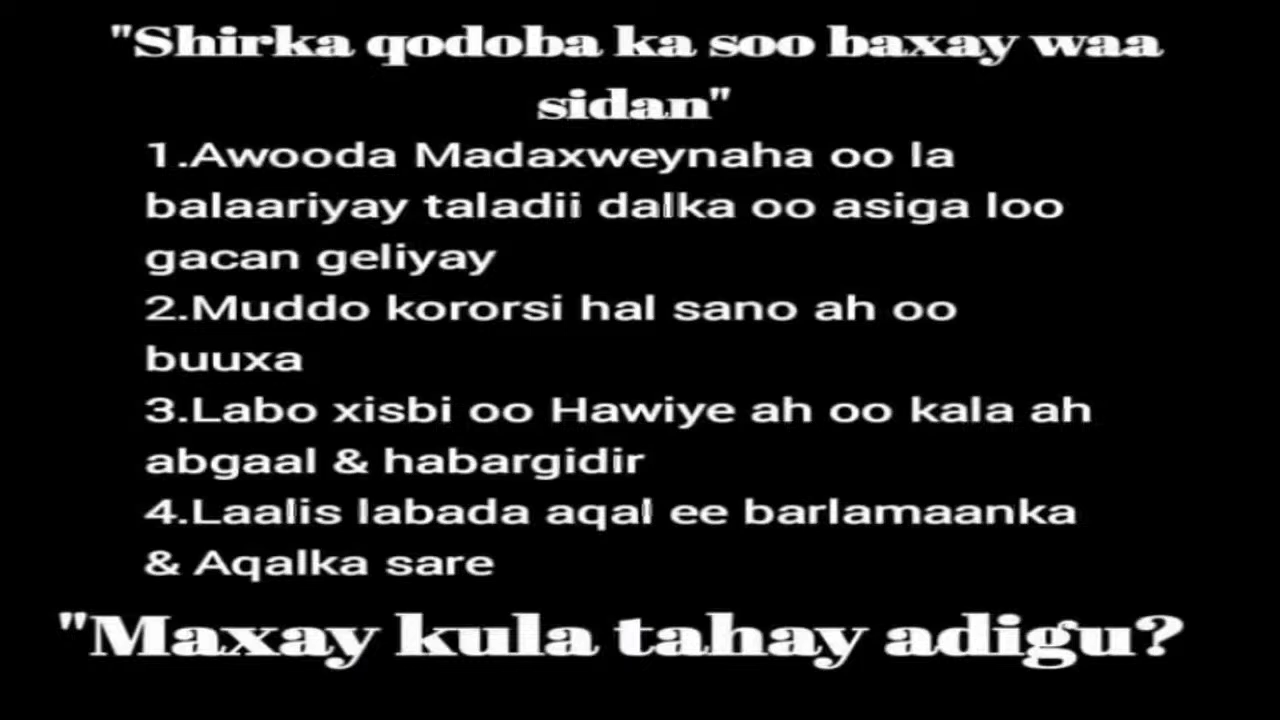 "Shirka qodoba ka soo baxay waa
sidan"
1.Awooda Madaxweynaha oo la
balaariyay taladii dalka oo asiga loo
gacan geliyay
2.Muddo kororsi hal sano ah oo
buuxa
3.Labo xisbi oo Hawiye ah oo kala ah
abgaal & habargidir
4.Laalis labada aqal ee barlamaanka
& Aqalka sare
"Maxay kula tahay adigu?